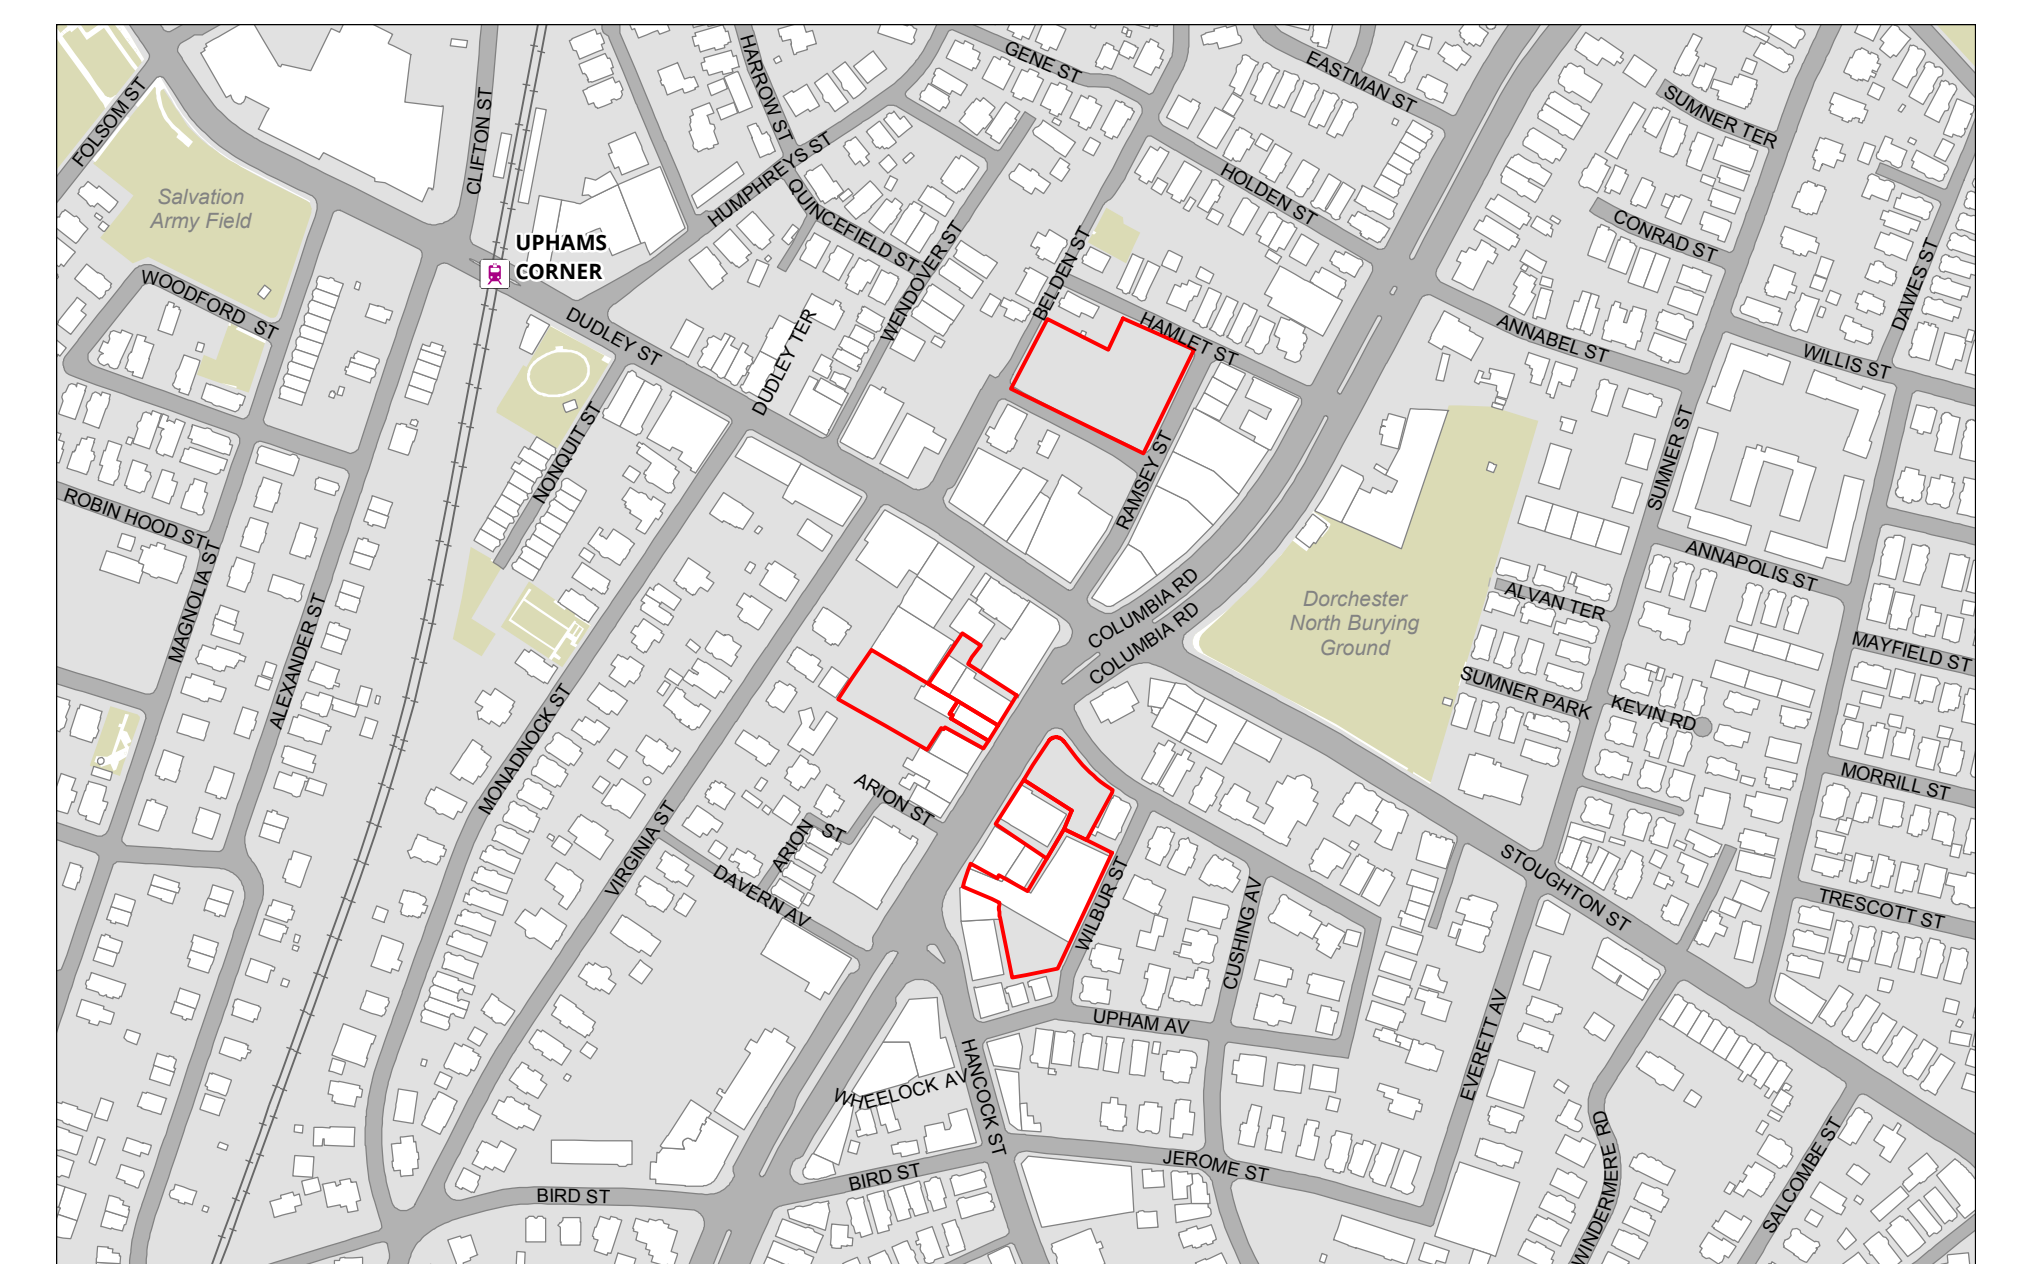 GENE ST
EASTMAN ST
HARROW ST
SUMNER TER
FOLSOM ST
CLIFTON ST
HUMPHREYS ST
HOLDEN ST
Salvation
Army Field
QUINCEFIELD ST
CONRAD ST
UPHAMS
CORNER
WENDOVER ST
BELDEN ST
DAWES ST
WOODFORD ST
DUDLEY ST
DUDLEY TER
HAMLET ST
ANNABEL ST
WILLIS ST
NONQUIT ST
SUMNER ST
RAMSEY ST
ROBIN HOOD ST
ANNAPOLIS ST
MAGNOLIA ST
ALEXANDER ST
COLUMBIA RD
COLUMBIA RD
Dorchester
North Burying
Ground
ALVAN TER
MAYFIELD ST
SUMNER PARK
KEVIN RD
MONADNOCK ST
MORRILL ST
ARION ST
ARION ST
VIRGINIA ST
DAVERN AV
WILBUR ST
STOUGHTON ST
TRESCOTT ST
CUSHING AV
UPHAM AV
EVERETT AV
WHEELOCK AV
HANCOCK ST
WINDERMERE RD
SALCOMBE ST
JEROME ST
BIRD ST
BIRD ST